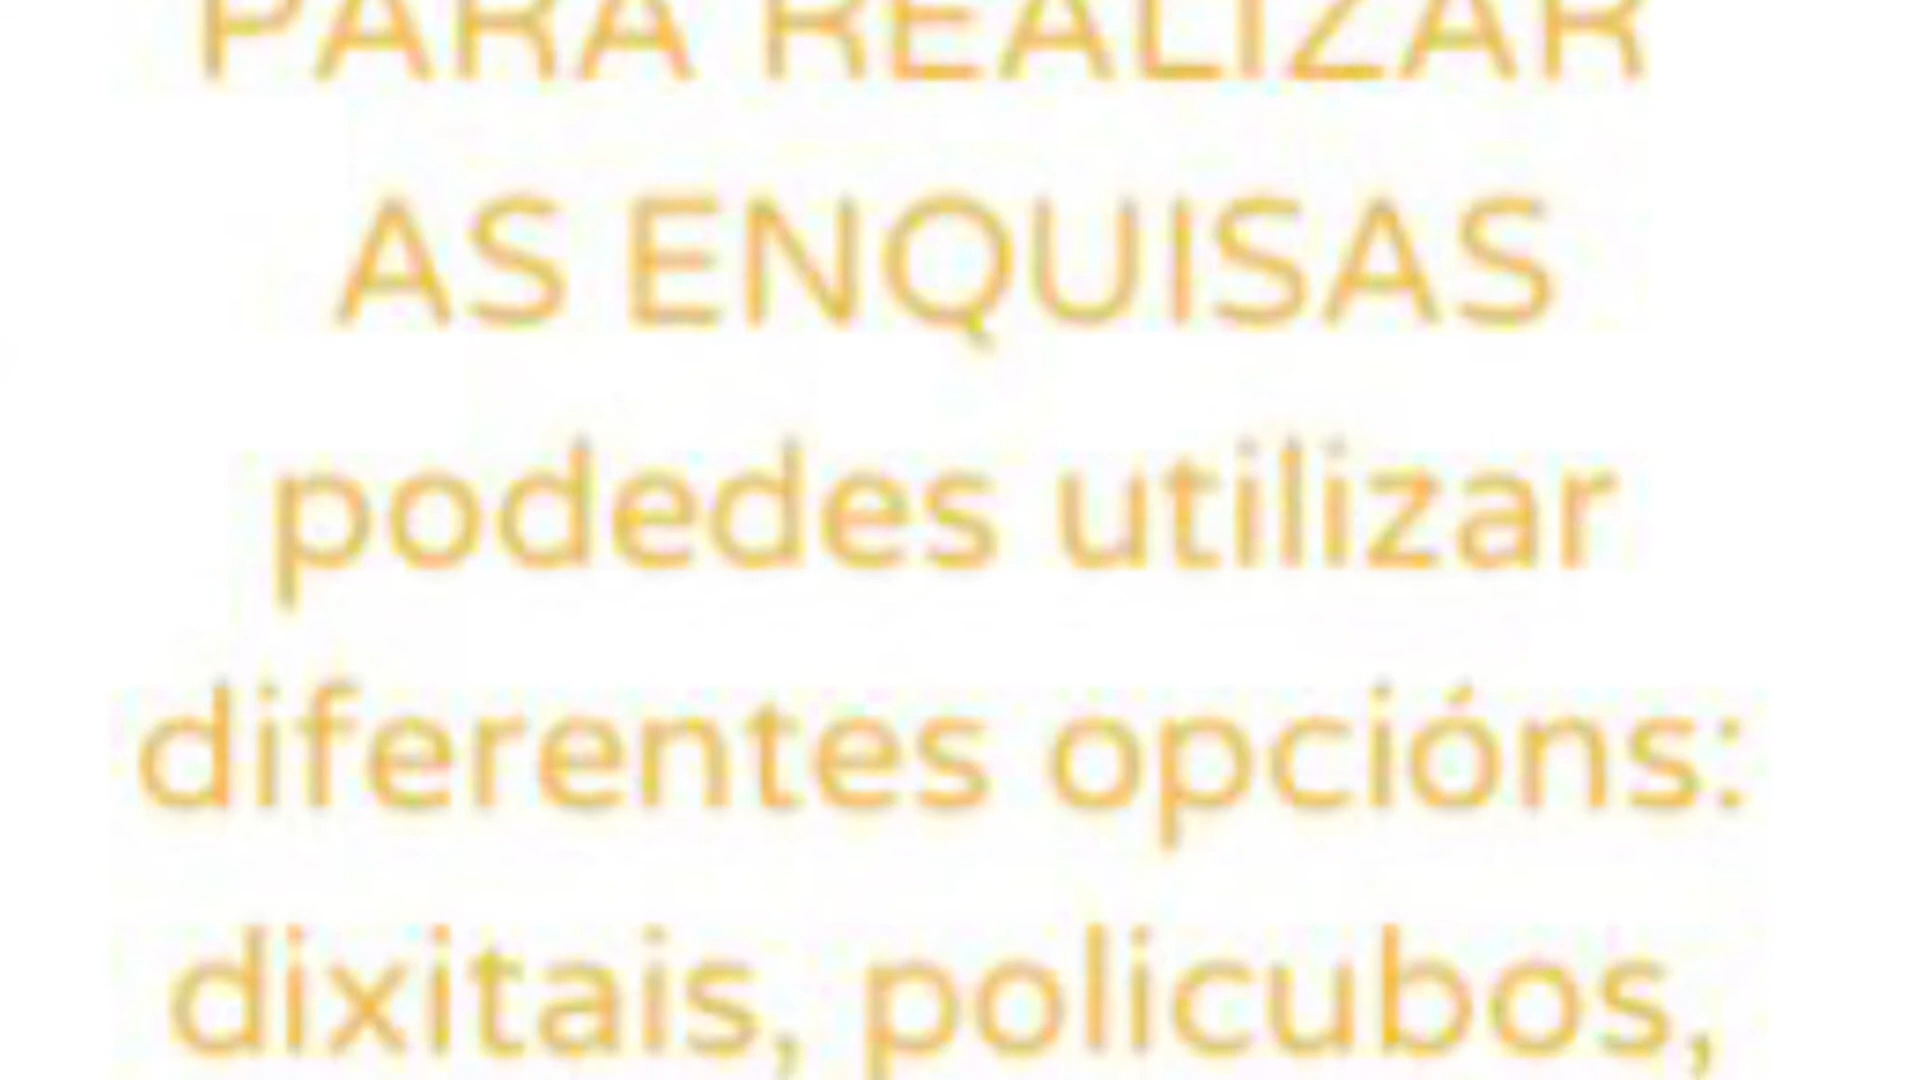 PARA REALIZAR
AS ENQUISAS
podedes utilizar
diferentes opcións:
dixitais, policubos,